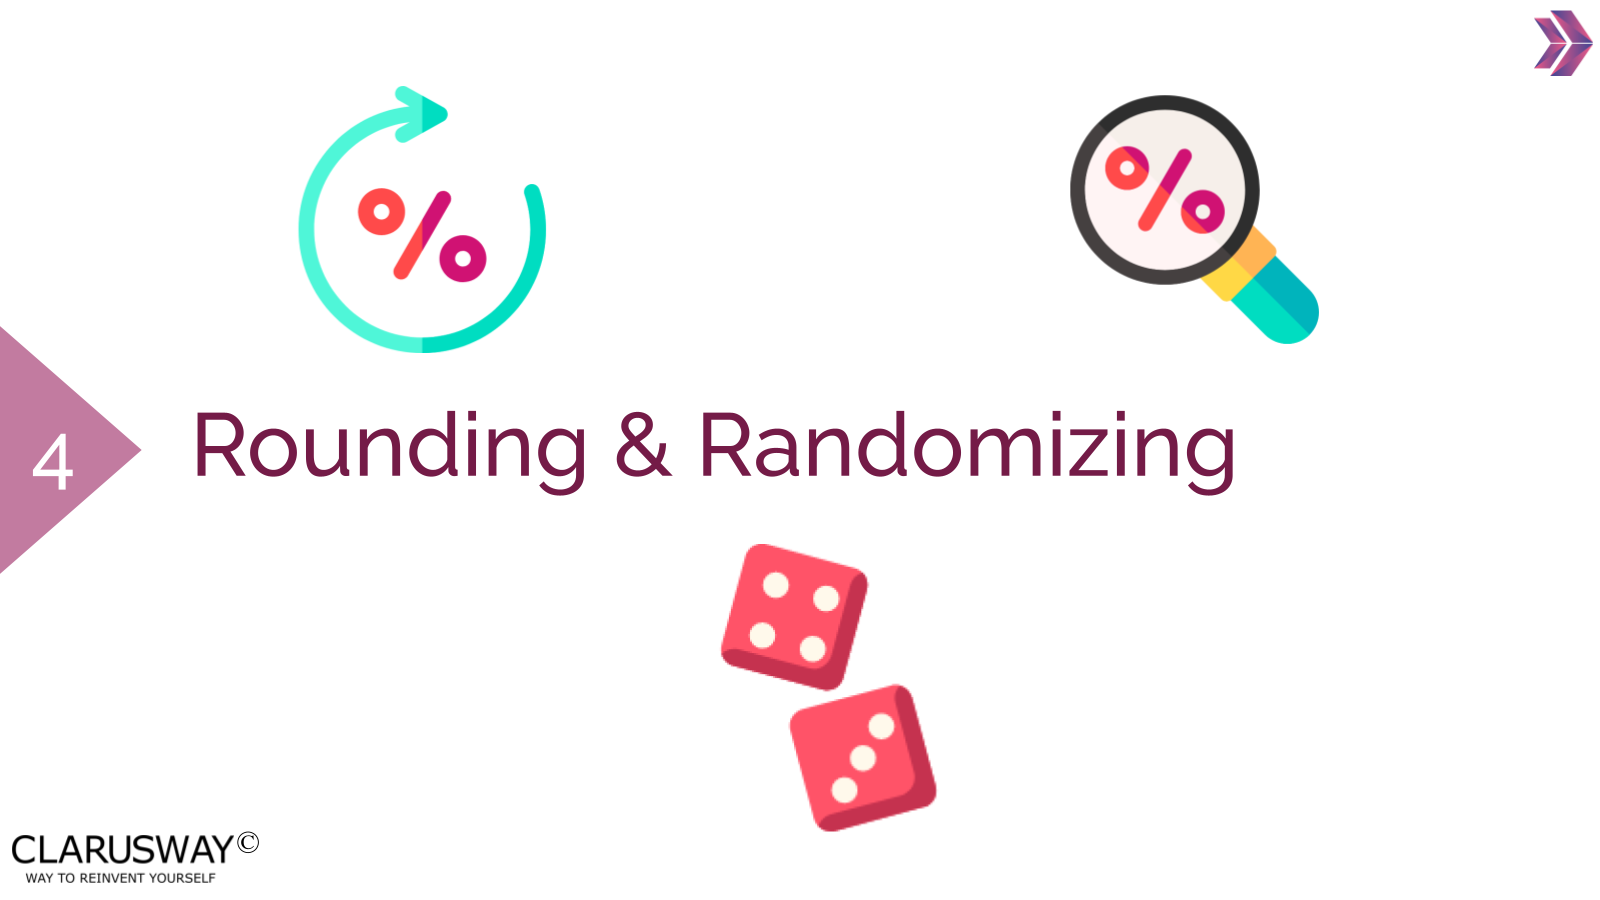 %
%
4
Rounding & Randomizing
CLARUSWAY©
WAY TO REINVENT YOURSELF